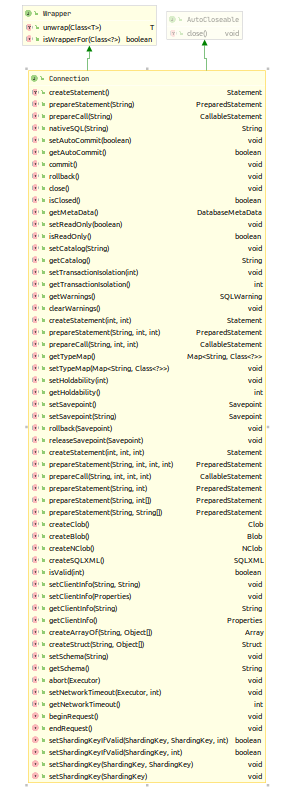 Wrapper
unwrap(Class<T>) T
isWrapperFor(Class<?>) boolean
AutoCloseable
close() void
Connection
createStatement() Statement
prepareStatement(String) PreparedStatement
prepareCall(String) CallableStatement
nativeSQL(String) String
setAutoCommit(boolean) void
getAutoCommit() boolean
commit() void
rollback() void
close() void
isClosed() boolean
getMetaData() DatabaseMetaData
setReadOnly(boolean) void
isReadOnly() boolean
setCatalog(String) void
getCatalog() String
setTransactionIsolation(int) void
getTransactionIsolation() int
getWarnings() SQLWarning
clearWarnings() void
createStatement(int, int) Statement
prepareStatement(String, int, int) PreparedStatement
prepareCall(String, int, int) CallableStatement
getTypeMap() Map<String, Class<?>>
setTypeMap(Map<String, Class<?>>) void
setHoldability(int) void
getHoldability() int
setSavepoint() Savepoint
setSavepoint(String) Savepoint
rollback(Savepoint) void
releaseSavepoint(Savepoint) void
createStatement(int, int, int) Statement
prepareStatement(String, int, int, int) PreparedStatement
prepareCall(String, int, int, int) CallableStatement
prepareStatement(String, int) PreparedStatement
prepareStatement(String, int[]) PreparedStatement
prepareStatement(String, String[]) PreparedStatement
createClob() Clob
createBlob() Blob
createNClob() NClob
createSQLXML() SQLXML
isValid(int) boolean
setClientInfo(String, String) void
setClientInfo(Properties) void
getClientInfo(String) String
getClientInfo() Properties
createArrayOf(String, Object[]) Array
createStruct(String, Object[]) Struct
setSchema(String) void
getSchema() String
abort(Executor) void
setNetworkTimeout(Executor, int) void
getNetworkTimeout() int
beginRequest() void
endRequest() void
setShardingKeyIfValid(ShardingKey, ShardingKey, int) boolean
setShardingKeyIfValid(ShardingKey, int) boolean
setShardingKey(ShardingKey, ShardingKey) void
setShardingKey(ShardingKey) void